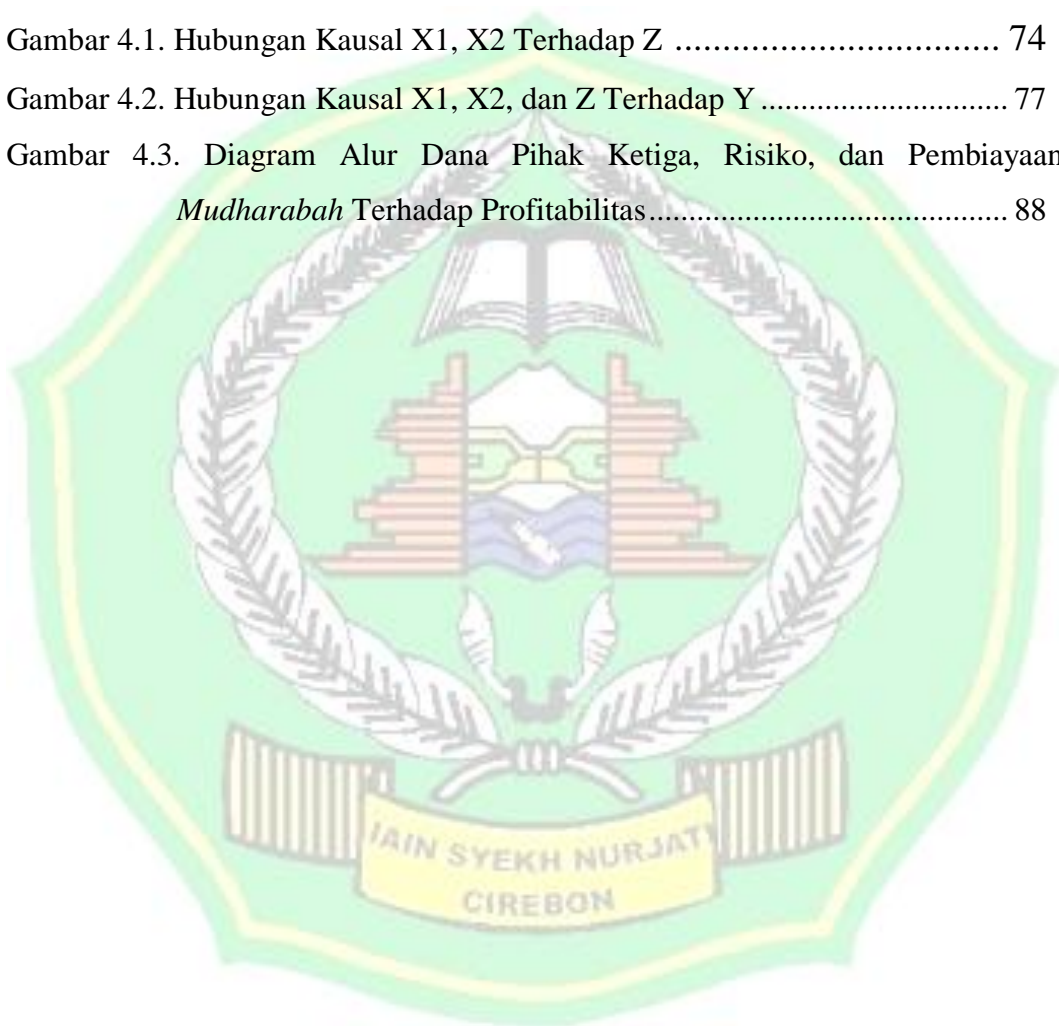 Gambar 4.1. Hubungan Kausal X1, X2 Terhadap Z .................................. 74
Gambar 4.2. Hubungan Kausal X1, X2, dan Z Terhadap Y ................................ 77
Gambar 4.3. Diagram Alur Dana Pihak Ketiga, Risiko, dan Pembiayaan
Mudharabah Terhadap Profitabilitas.............................................. 88
IAIN SYEKH NURJATI
CIREBON